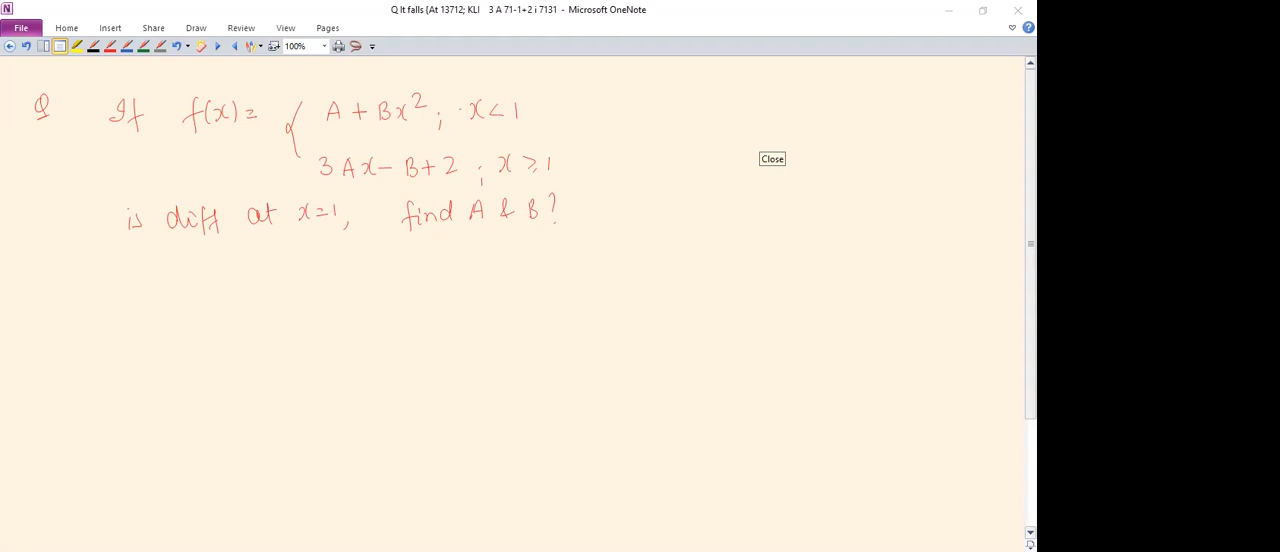 Q It falls {At 13712; KLI 3 A 71-1+2 i 7131 - Microsoft OneNote
File Home Insert Share Draw Review View Pages
100%
Q If f(x)= { A + Bx² ; x < 1
3Ax - B + 2 ; x ≥ 1
is diff at x=1, find A & B?
Close